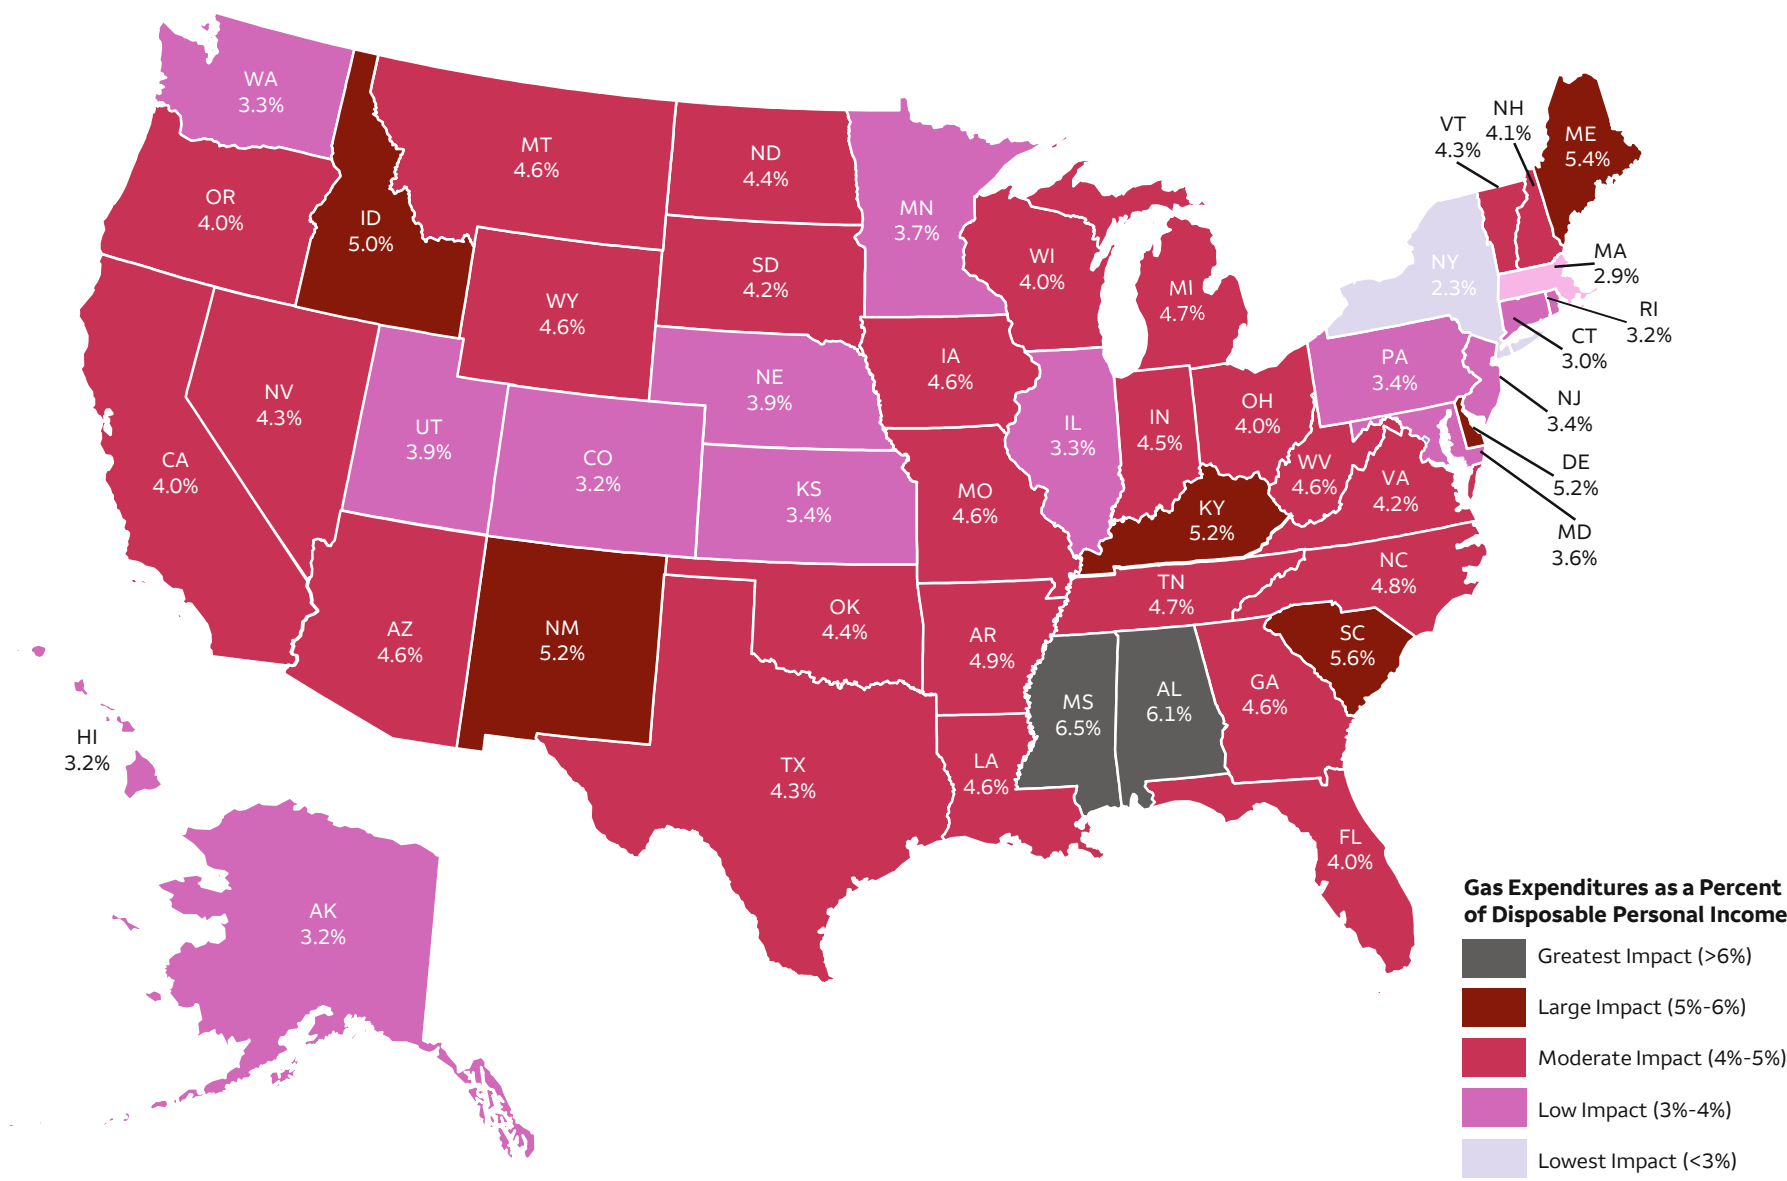 WA
3.3%
OR
4.0%
ID
5.0%
MT
4.6%
ND
4.4%
MN
3.7%
SD
4.2%
WY
4.6%
WI
4.0%
MI
4.7%
VT
4.3%
NH
4.1%
ME
5.4%
NY
2.3%
MA
2.9%
RI
3.2%
CT
3.0%
NJ
3.4%
PA
3.4%
DE
5.2%
MD
3.6%
CA
4.0%
NV
4.3%
UT
3.9%
CO
3.2%
NE
3.9%
KS
3.4%
IA
4.6%
MO
4.6%
IL
3.3%
IN
4.5%
OH
4.0%
WV
4.6%
VA
4.2%
KY
5.2%
NC
4.8%
TN
4.7%
SC
5.6%
AZ
4.6%
NM
5.2%
OK
4.4%
AR
4.9%
TX
4.3%
LA
4.6%
MS
6.5%
AL
6.1%
GA
4.6%
FL
4.0%
HI
3.2%
AK
3.2%
Gas Expenditures as a Percent
of Disposable Personal Income
Greatest Impact (>6%)
Large Impact (5%-6%)
Moderate Impact (4%-5%)
Low Impact (3%-4%)
Lowest Impact (<3%)